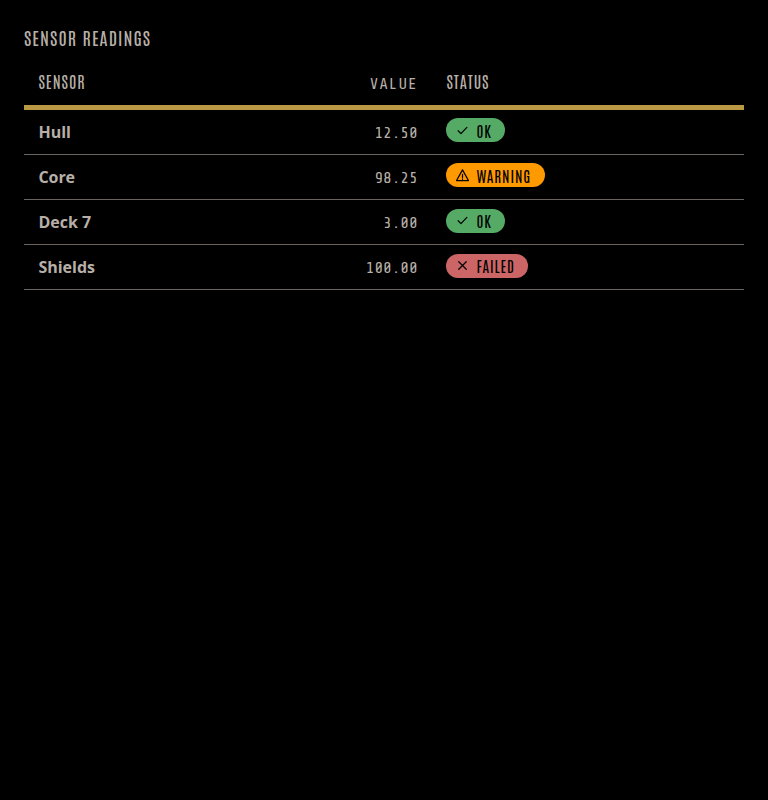 SENSOR READINGS
SENSOR VALUE STATUS
Hull 12.50 OK
Core 98.25 WARNING
Deck 7 3.00 OK
Shields 100.00 FAILED